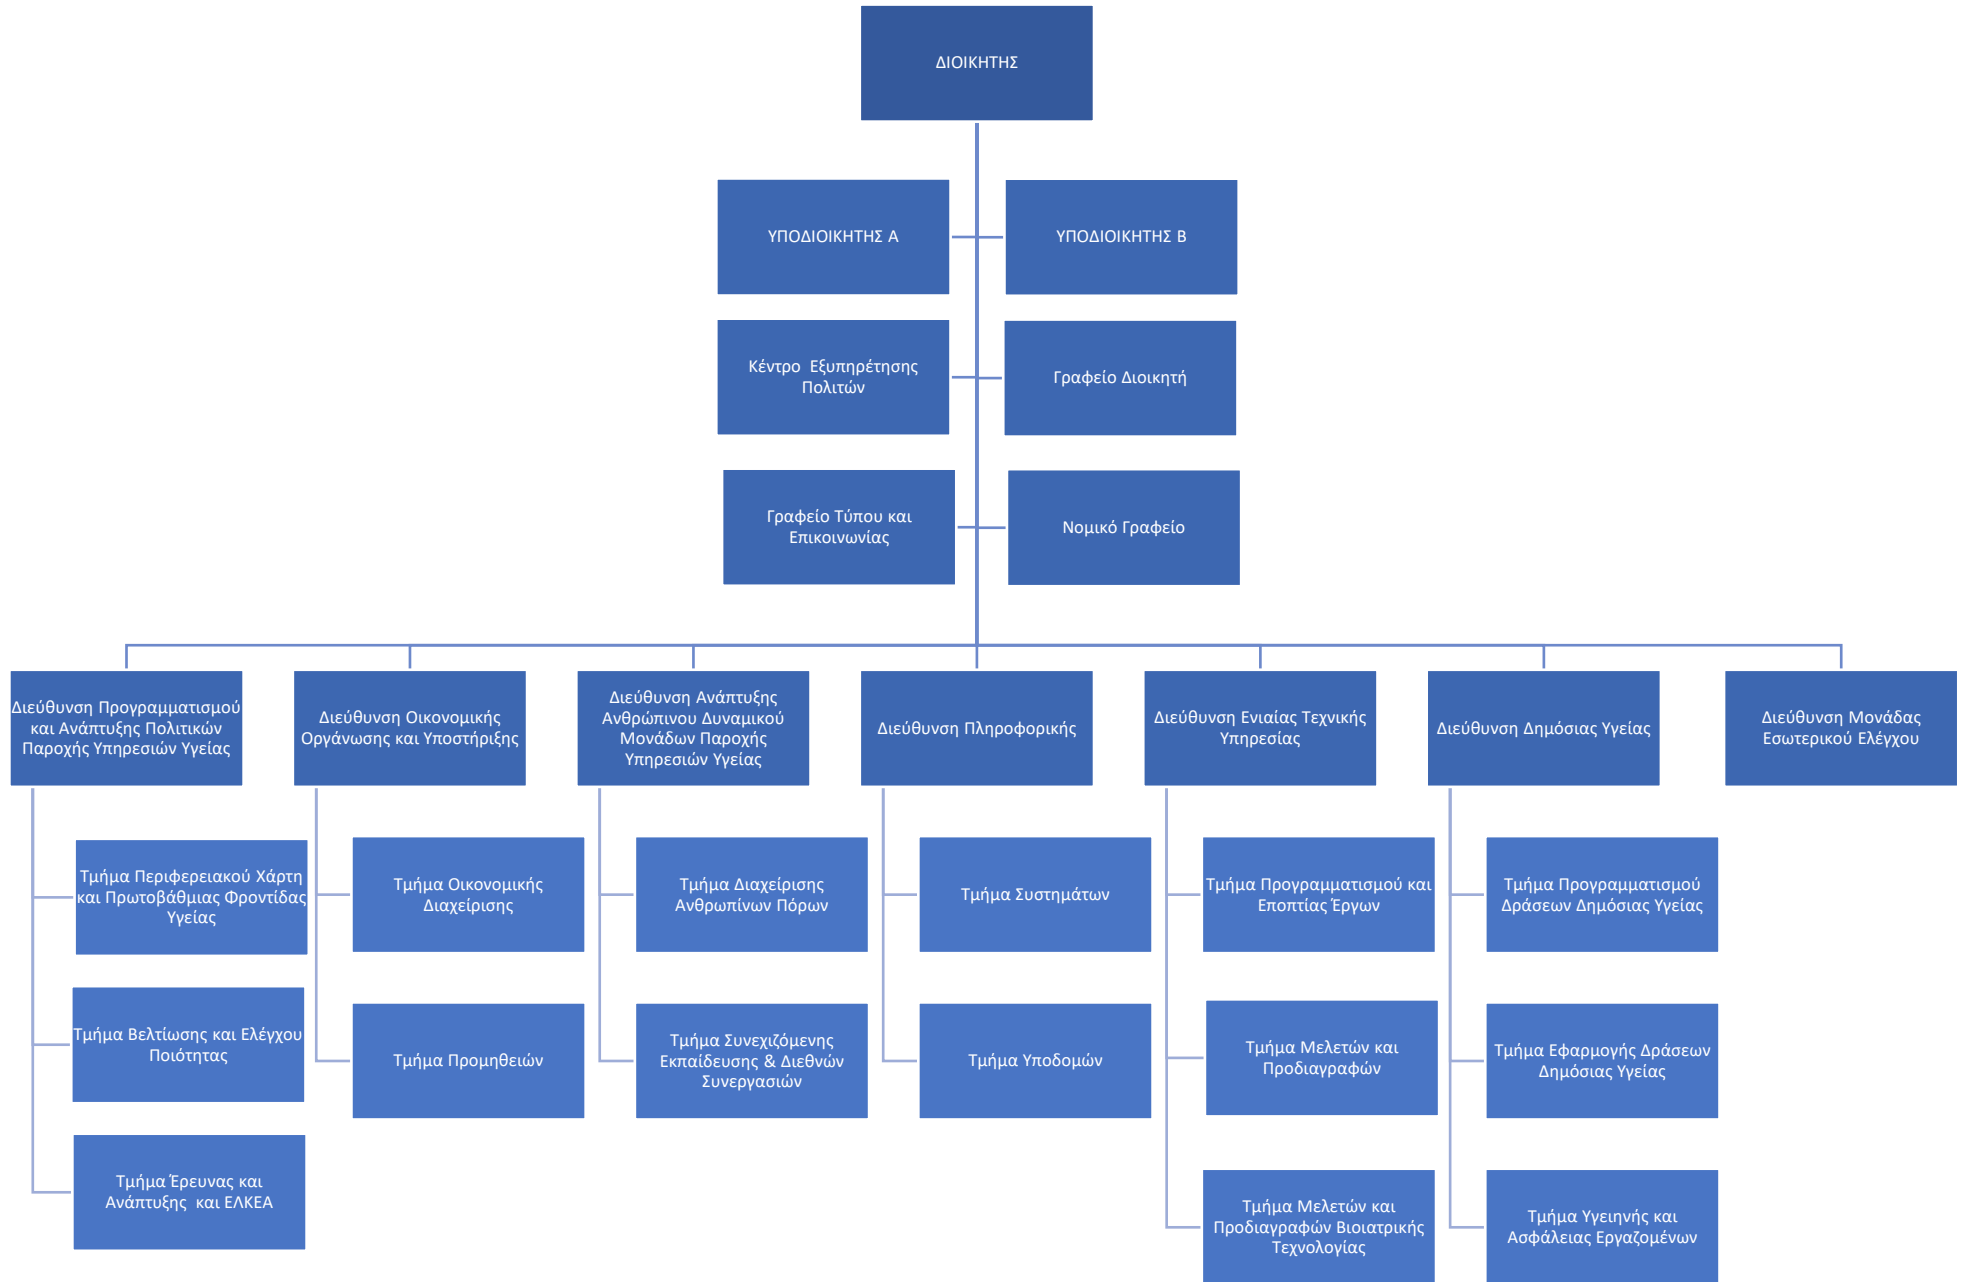 ΔΙΟΙΚΗΤΗΣ
ΥΠΟΔΙΟΙΚΗΤΗΣ Α
ΥΠΟΔΙΟΙΚΗΤΗΣ Β
Κέντρο Εξυπηρέτησης
Πολιτών
Γραφείο Διοικητή
Γραφείο Τύπου και
Επικοινωνίας
Νομικό Γραφείο
Διεύθυνση Προγραμματισμού
και Ανάπτυξης Πολιτικών
Παροχής Υπηρεσιών Υγείας
Διεύθυνση Οικονομικής
Οργάνωσης και Υποστήριξης
Διεύθυνση Ανάπτυξης
Ανθρώπινου Δυναμικού
Μονάδων Παροχής
Υπηρεσιών Υγείας
Διεύθυνση Πληροφορικής
Διεύθυνση Ενιαίας Τεχνικής
Υπηρεσίας
Διεύθυνση Δημόσιας Υγείας
Διεύθυνση Μονάδας
Εσωτερικού Ελέγχου
Τμήμα Περιφερειακού Χάρτη
και Πρωτοβάθμιας Φροντίδας
Υγείας
Τμήμα Οικονομικής
Διαχείρισης
Τμήμα Διαχείρισης
Ανθρωπίνων Πόρων
Τμήμα Συστημάτων
Τμήμα Προγραμματισμού και
Εποπτίας Έργων
Τμήμα Προγραμματισμού
Δράσεων Δημόσιας Υγείας
Τμήμα Βελτίωσης και Ελέγχου
Ποιότητας
Τμήμα Προμηθειών
Τμήμα Συνεχιζόμενης
Εκπαίδευσης & Διεθνών
Συνεργασιών
Τμήμα Υποδομών
Τμήμα Μελετών και
Προδιαγραφών
Τμήμα Εφαρμογής Δράσεων
Δημόσιας Υγείας
Τμήμα Έρευνας και
Ανάπτυξης και ΕΛΚΕΑ
Τμήμα Μελετών και
Προδιαγραφών Βιοιατρικής
Τεχνολογίας
Τμήμα Υγειηνής και
Ασφάλειας Εργαζομένων